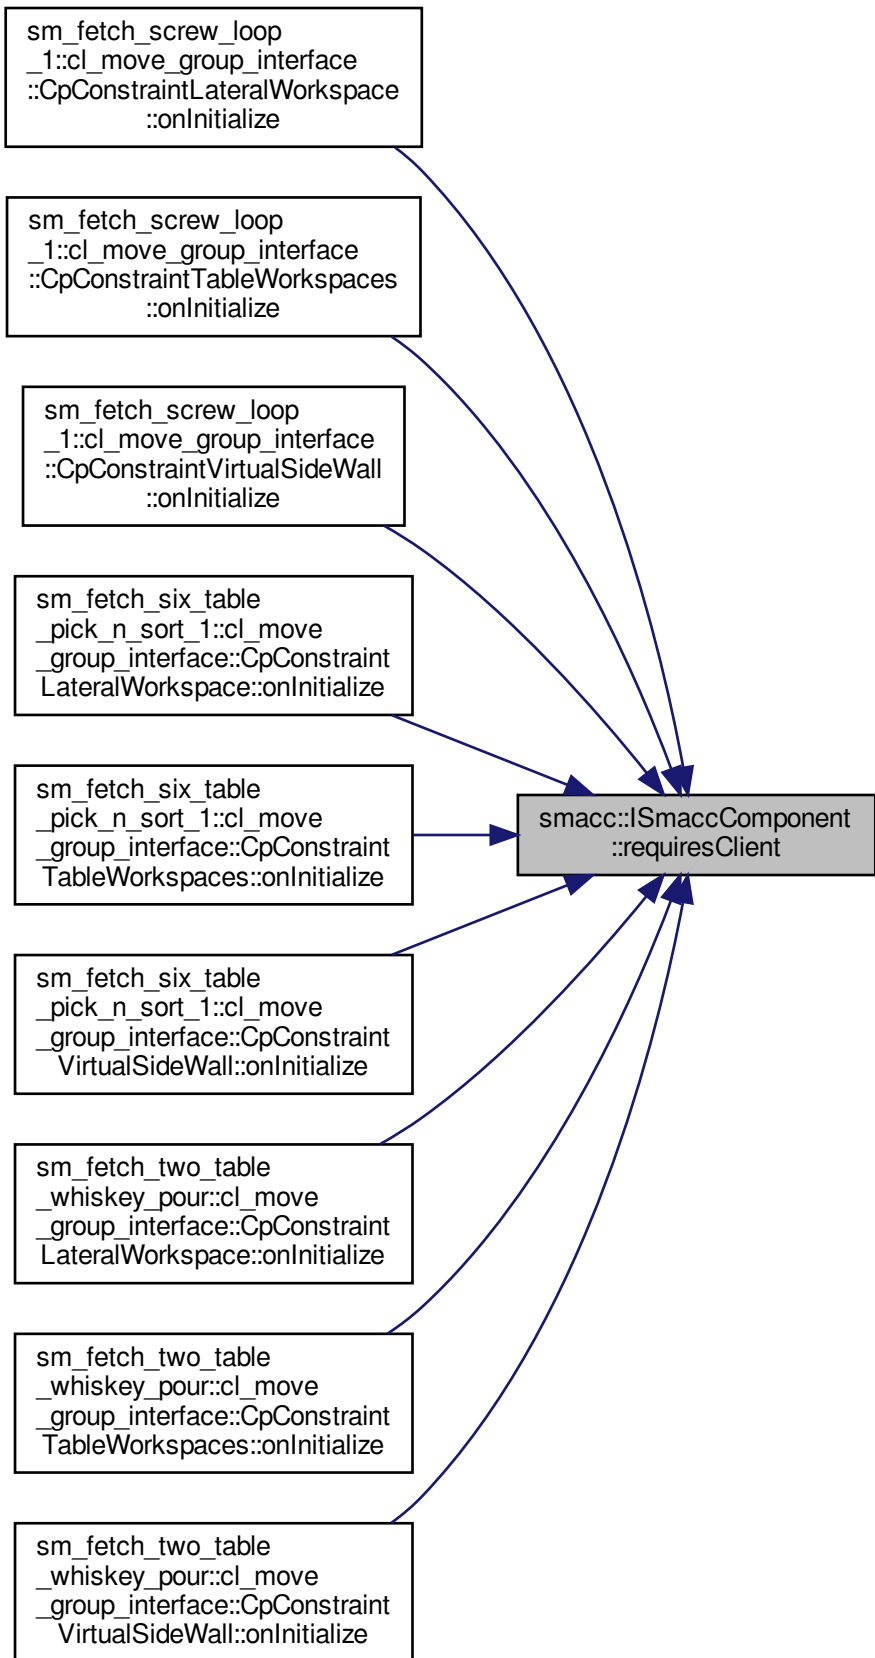 sm_fetch_screw_loop
_1::cl_move_group_interface
::CpConstraintLateralWorkspace
::onInitialize
sm_fetch_screw_loop
_1::cl_move_group_interface
::CpConstraintTableWorkspaces
::onInitialize
sm_fetch_screw_loop
_1::cl_move_group_interface
::CpConstraintVirtualSideWall
::onInitialize
sm_fetch_six_table
_pick_n_sort_1::cl_move
_group_interface::CpConstraint
LateralWorkspace::onInitialize
sm_fetch_six_table
_pick_n_sort_1::cl_move
_group_interface::CpConstraint
TableWorkspaces::onInitialize
smacc::ISmaccComponent
::requiresClient
sm_fetch_six_table
_pick_n_sort_1::cl_move
_group_interface::CpConstraint
VirtualSideWall::onInitialize
sm_fetch_two_table
_whiskey_pour::cl_move
_group_interface::CpConstraint
LateralWorkspace::onInitialize
sm_fetch_two_table
_whiskey_pour::cl_move
_group_interface::CpConstraint
TableWorkspaces::onInitialize
sm_fetch_two_table
_whiskey_pour::cl_move
_group_interface::CpConstraint
VirtualSideWall::onInitialize